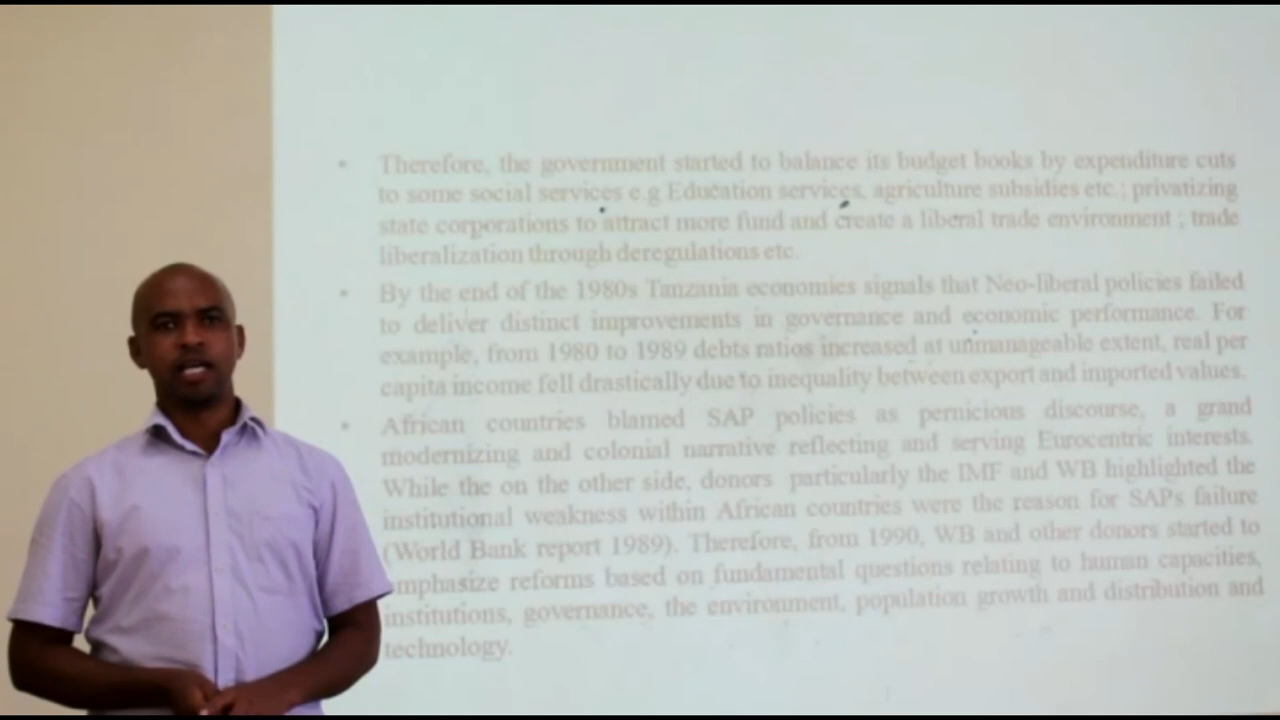 • Therefore, the government started to balance its budget books by expenditure cuts
to some social services e.g Education services, agriculture subsidies etc.; privatizing
state corporations to attract more fund and create a liberal trade environment ; trade
liberalization through deregulations etc.
• By the end of the 1980s Tanzania economies signals that Neo-liberal policies failed
to deliver distinct improvements in governance and economic performance. For
example, from 1980 to 1989 debts ratios increased at unmanageable extent, real per
capita income fell drastically due to inequality between export and imported values.
• African countries blamed SAP policies as pernicious discourse, a grand
modernizing and colonial narrative reflecting and serving Eurocentric interests.
While the on the other side, donors particularly the IMF and WB highlighted the
institutional weakness within African countries were the reason for SAPs failure
(World Bank report 1989). Therefore, from 1990, WB and other donors started to
emphasize reforms based on fundamental questions relating to human capacities,
institutions, governance, the environment, population growth and distribution and
technology.